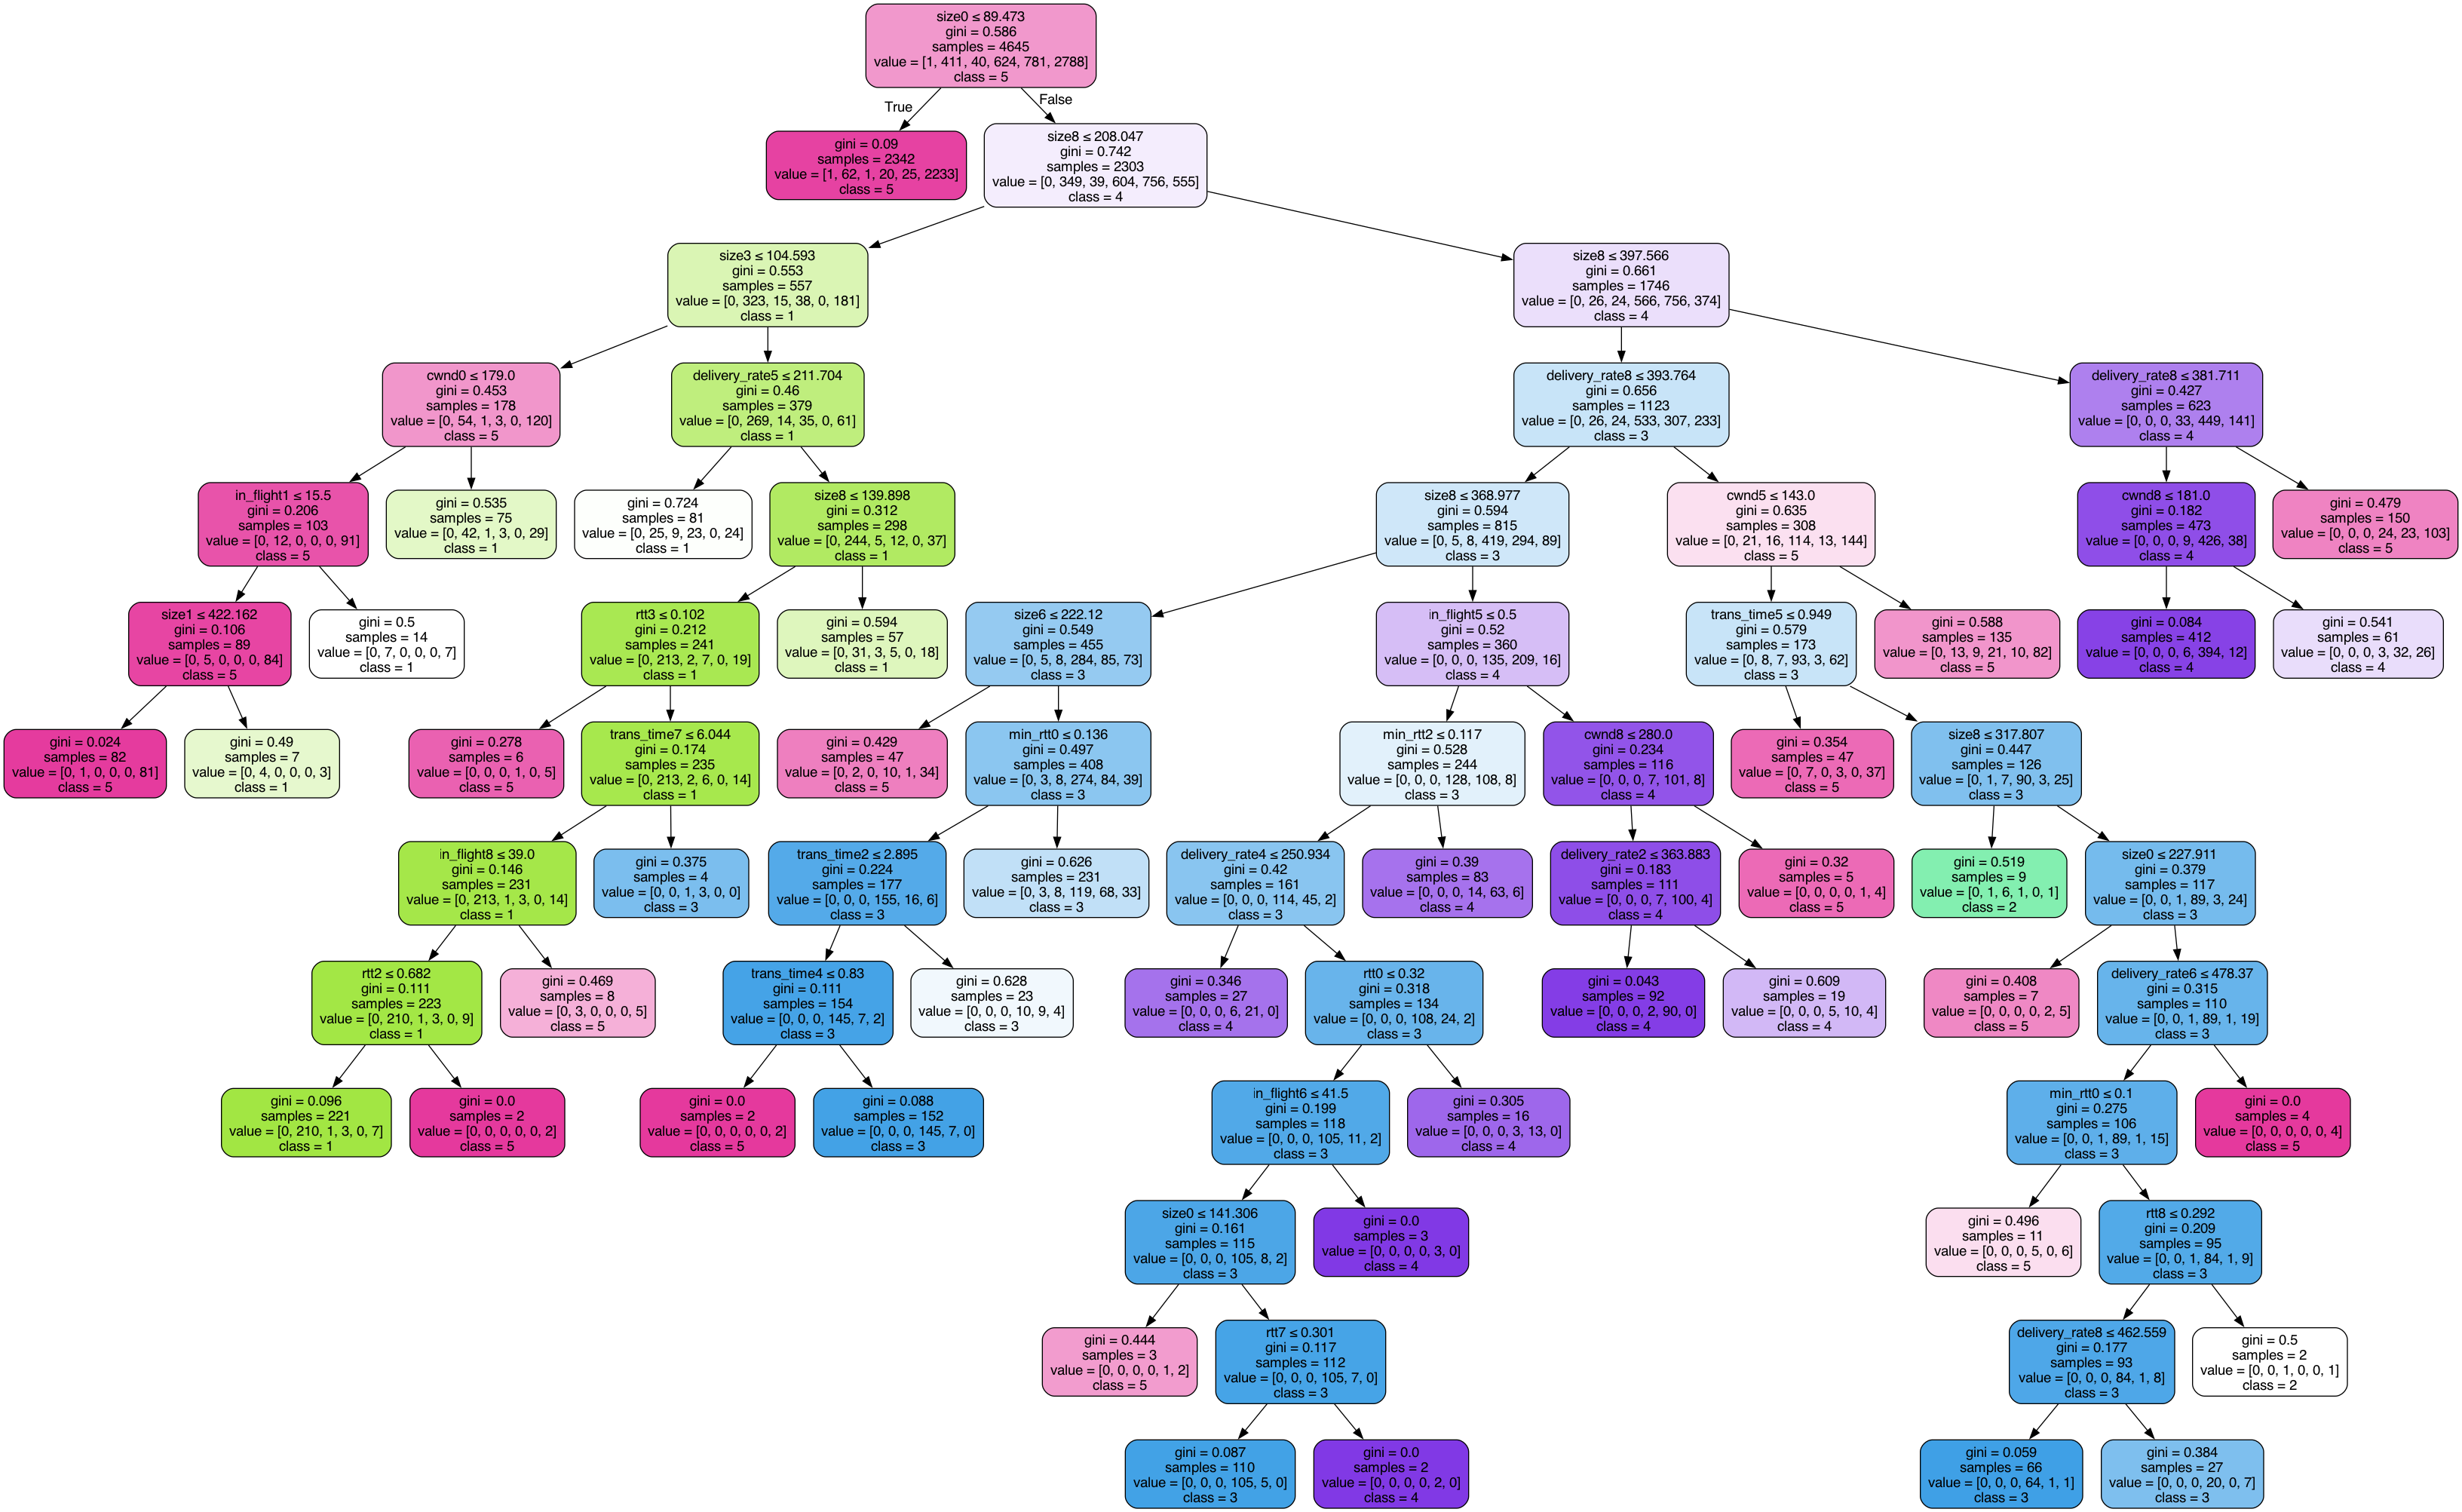 size0 ≤ 89.473
gini = 0.586
samples = 4645
value = [1, 411, 40, 624, 781, 2788]
class = 5
True
False
gini = 0.09
samples = 2342
value = [1, 62, 1, 20, 25, 2233]
class = 5
size8 ≤ 208.047
gini = 0.742
samples = 2303
value = [0, 349, 39, 604, 756, 555]
class = 4
size3 ≤ 104.593
gini = 0.553
samples = 557
value = [0, 323, 15, 38, 0, 181]
class = 1
size8 ≤ 397.566
gini = 0.661
samples = 1746
value = [0, 26, 24, 566, 756, 374]
class = 4
cwnd0 ≤ 179.0
gini = 0.453
samples = 178
value = [0, 54, 1, 3, 0, 120]
class = 5
delivery_rate5 ≤ 211.704
gini = 0.46
samples = 379
value = [0, 269, 14, 35, 0, 61]
class = 1
delivery_rate8 ≤ 393.764
gini = 0.656
samples = 1123
value = [0, 26, 24, 533, 307, 233]
class = 3
delivery_rate8 ≤ 381.711
gini = 0.427
samples = 623
value = [0, 0, 0, 33, 449, 141]
class = 4
in_flight1 ≤ 15.5
gini = 0.206
samples = 103
value = [0, 12, 0, 0, 0, 91]
class = 5
gini = 0.535
samples = 75
value = [0, 42, 1, 3, 0, 29]
class = 1
gini = 0.724
samples = 81
value = [0, 25, 9, 23, 0, 24]
class = 1
size8 ≤ 139.898
gini = 0.312
samples = 298
value = [0, 244, 5, 12, 0, 37]
class = 1
size8 ≤ 368.977
gini = 0.594
samples = 815
value = [0, 5, 8, 419, 294, 89]
class = 3
cwnd5 ≤ 143.0
gini = 0.635
samples = 308
value = [0, 21, 16, 114, 13, 144]
class = 5
cwnd8 ≤ 181.0
gini = 0.182
samples = 473
value = [0, 0, 0, 9, 426, 38]
class = 4
gini = 0.479
samples = 150
value = [0, 0, 0, 24, 23, 103]
class = 5
size1 ≤ 422.162
gini = 0.106
samples = 89
value = [0, 5, 0, 0, 0, 84]
class = 5
gini = 0.5
samples = 14
value = [0, 7, 0, 0, 0, 7]
class = 1
rtt3 ≤ 0.102
gini = 0.212
samples = 241
value = [0, 213, 2, 7, 0, 19]
class = 1
gini = 0.594
samples = 57
value = [0, 31, 3, 5, 0, 18]
class = 1
size6 ≤ 222.12
gini = 0.549
samples = 455
value = [0, 5, 8, 284, 85, 73]
class = 3
in_flight5 ≤ 0.5
gini = 0.52
samples = 360
value = [0, 0, 0, 135, 209, 16]
class = 4
trans_time5 ≤ 0.949
gini = 0.579
samples = 173
value = [0, 8, 7, 93, 3, 62]
class = 3
gini = 0.588
samples = 135
value = [0, 13, 9, 21, 10, 82]
class = 5
gini = 0.084
samples = 412
value = [0, 0, 0, 6, 394, 12]
class = 4
gini = 0.541
samples = 61
value = [0, 0, 0, 3, 32, 26]
class = 4
gini = 0.024
samples = 82
value = [0, 1, 0, 0, 0, 81]
class = 5
gini = 0.49
samples = 7
value = [0, 4, 0, 0, 0, 3]
class = 1
gini = 0.278
samples = 6
value = [0, 0, 0, 1, 0, 5]
class = 5
trans_time7 ≤ 6.044
gini = 0.174
samples = 235
value = [0, 213, 2, 6, 0, 14]
class = 1
gini = 0.429
samples = 47
value = [0, 2, 0, 10, 1, 34]
class = 5
min_rtt0 ≤ 0.136
gini = 0.497
samples = 408
value = [0, 3, 8, 274, 84, 39]
class = 3
min_rtt2 ≤ 0.117
gini = 0.528
samples = 244
value = [0, 0, 0, 128, 108, 8]
class = 3
cwnd8 ≤ 280.0
gini = 0.234
samples = 116
value = [0, 0, 0, 7, 101, 8]
class = 4
gini = 0.354
samples = 47
value = [0, 7, 0, 3, 0, 37]
class = 5
size8 ≤ 317.807
gini = 0.447
samples = 126
value = [0, 1, 7, 90, 3, 25]
class = 3
in_flight8 ≤ 39.0
gini = 0.146
samples = 231
value = [0, 213, 1, 3, 0, 14]
class = 1
gini = 0.375
samples = 4
value = [0, 0, 1, 3, 0, 0]
class = 3
trans_time2 ≤ 2.895
gini = 0.224
samples = 177
value = [0, 0, 0, 155, 16, 6]
class = 3
gini = 0.626
samples = 231
value = [0, 3, 8, 119, 68, 33]
class = 3
delivery_rate4 ≤ 250.934
gini = 0.42
samples = 161
value = [0, 0, 0, 114, 45, 2]
class = 3
gini = 0.39
samples = 83
value = [0, 0, 0, 14, 63, 6]
class = 4
delivery_rate2 ≤ 363.883
gini = 0.183
samples = 111
value = [0, 0, 0, 7, 100, 4]
class = 4
gini = 0.32
samples = 5
value = [0, 0, 0, 0, 1, 4]
class = 5
gini = 0.519
samples = 9
value = [0, 1, 6, 1, 0, 1]
class = 2
size0 ≤ 227.911
gini = 0.379
samples = 117
value = [0, 0, 1, 89, 3, 24]
class = 3
rtt2 ≤ 0.682
gini = 0.111
samples = 223
value = [0, 210, 1, 3, 0, 9]
class = 1
gini = 0.469
samples = 8
value = [0, 3, 0, 0, 0, 5]
class = 5
trans_time4 ≤ 0.83
gini = 0.111
samples = 154
value = [0, 0, 0, 145, 7, 2]
class = 3
gini = 0.628
samples = 23
value = [0, 0, 0, 10, 9, 4]
class = 3
gini = 0.346
samples = 27
value = [0, 0, 0, 6, 21, 0]
class = 4
rtt0 ≤ 0.32
gini = 0.318
samples = 134
value = [0, 0, 0, 108, 24, 2]
class = 3
gini = 0.043
samples = 92
value = [0, 0, 0, 2, 90, 0]
class = 4
gini = 0.609
samples = 19
value = [0, 0, 0, 5, 10, 4]
class = 4
gini = 0.408
samples = 7
value = [0, 0, 0, 0, 2, 5]
class = 5
delivery_rate6 ≤ 478.37
gini = 0.315
samples = 110
value = [0, 0, 1, 89, 1, 19]
class = 3
gini = 0.096
samples = 221
value = [0, 210, 1, 3, 0, 7]
class = 1
gini = 0.0
samples = 2
value = [0, 0, 0, 0, 0, 2]
class = 5
gini = 0.0
samples = 2
value = [0, 0, 0, 0, 0, 2]
class = 5
gini = 0.088
samples = 152
value = [0, 0, 0, 145, 7, 0]
class = 3
in_flight6 ≤ 41.5
gini = 0.199
samples = 118
value = [0, 0, 0, 105, 11, 2]
class = 3
gini = 0.305
samples = 16
value = [0, 0, 0, 3, 13, 0]
class = 4
min_rtt0 ≤ 0.1
gini = 0.275
samples = 106
value = [0, 0, 1, 89, 1, 15]
class = 3
gini = 0.0
samples = 4
value = [0, 0, 0, 0, 0, 4]
class = 5
size0 ≤ 141.306
gini = 0.161
samples = 115
value = [0, 0, 0, 105, 8, 2]
class = 3
gini = 0.0
samples = 3
value = [0, 0, 0, 0, 3, 0]
class = 4
gini = 0.496
samples = 11
value = [0, 0, 0, 5, 0, 6]
class = 5
rtt8 ≤ 0.292
gini = 0.209
samples = 95
value = [0, 0, 1, 84, 1, 9]
class = 3
gini = 0.444
samples = 3
value = [0, 0, 0, 0, 1, 2]
class = 5
rtt7 ≤ 0.301
gini = 0.117
samples = 112
value = [0, 0, 0, 105, 7, 0]
class = 3
delivery_rate8 ≤ 462.559
gini = 0.177
samples = 93
value = [0, 0, 0, 84, 1, 8]
class = 3
gini = 0.5
samples = 2
value = [0, 0, 1, 0, 0, 1]
class = 2
gini = 0.087
samples = 110
value = [0, 0, 0, 105, 5, 0]
class = 3
gini = 0.0
samples = 2
value = [0, 0, 0, 0, 2, 0]
class = 4
gini = 0.059
samples = 66
value = [0, 0, 0, 64, 1, 1]
class = 3
gini = 0.384
samples = 27
value = [0, 0, 0, 20, 0, 7]
class = 3